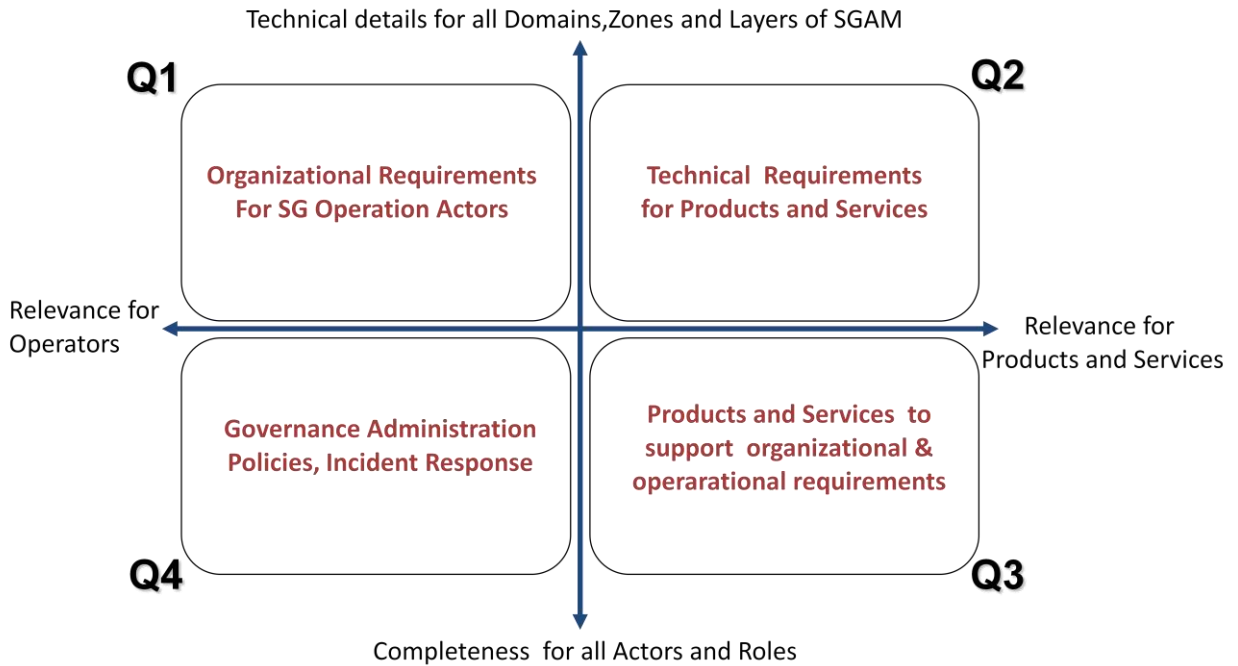 Technical details for all Domains,Zones and Layers of SGAM
Q1
Q2
Organizational Requirements
For SG Operation Actors
Technical Requirements
for Products and Services
Relevance for
Operators
Relevance for
Products and Services
Governance Administration
Policies, Incident Response
Products and Services to
support organizational &
operarational requirements
Q4
Q3
Completeness for all Actors and Roles